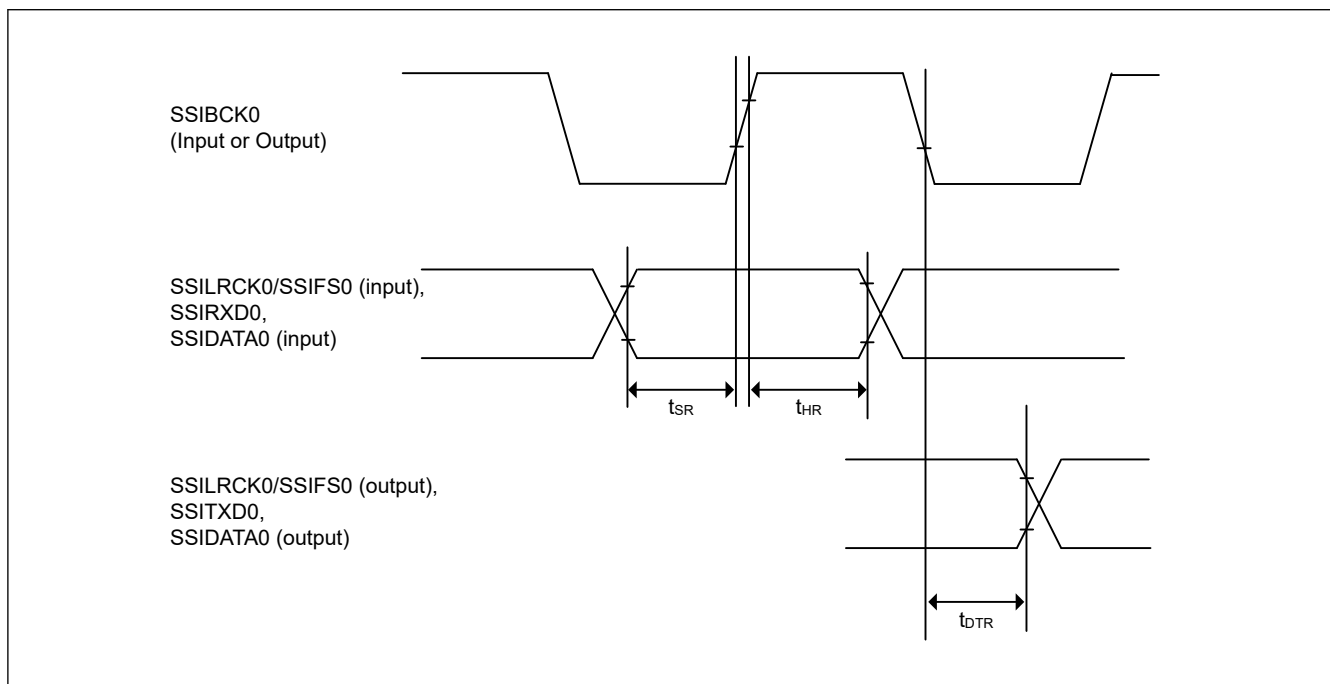 SSIBCK0
(Input or Output)
SSILRCK0/SSIFS0 (input),
SSIRXD0,
SSIDATA0 (input)
tSR
tHR
SSILRCK0/SSIFS0 (output),
SSITXD0,
SSIDATA0 (output)
tDTR